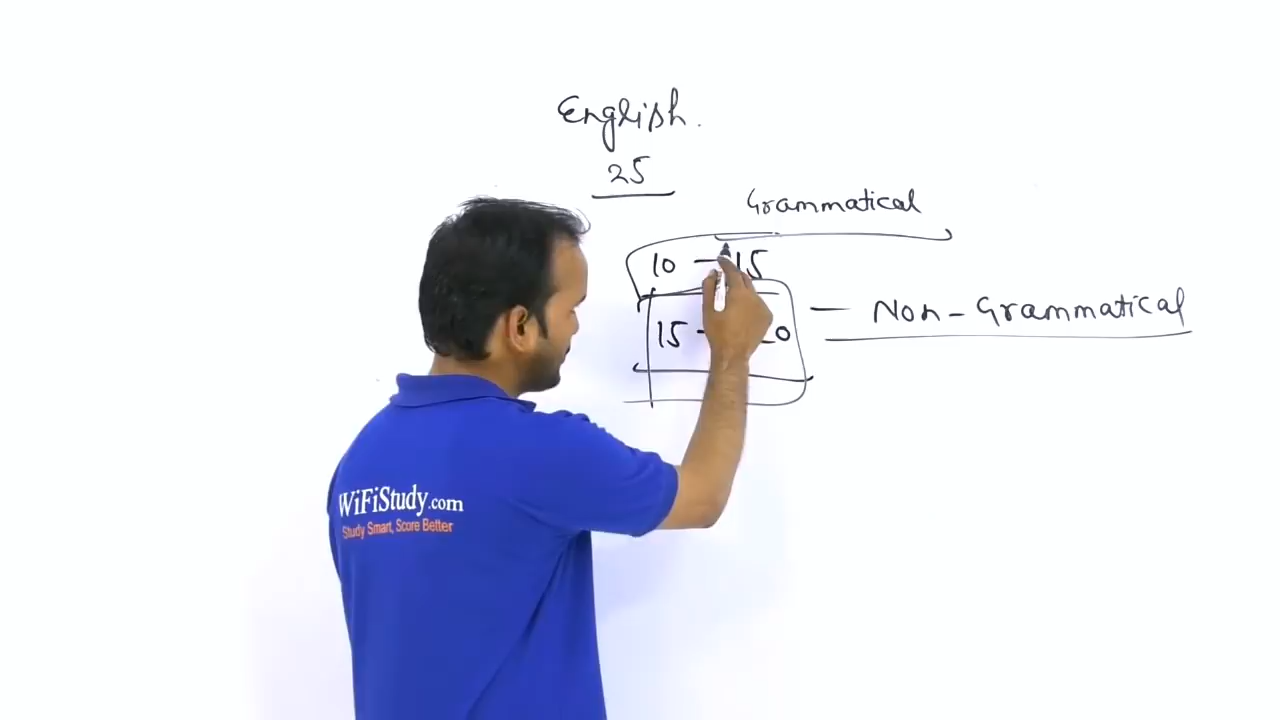 English.
25
Grammatical
10 - 15
15 - 20 - Non-Grammatical
WiFiStudy.com
Study Smart, Score Better